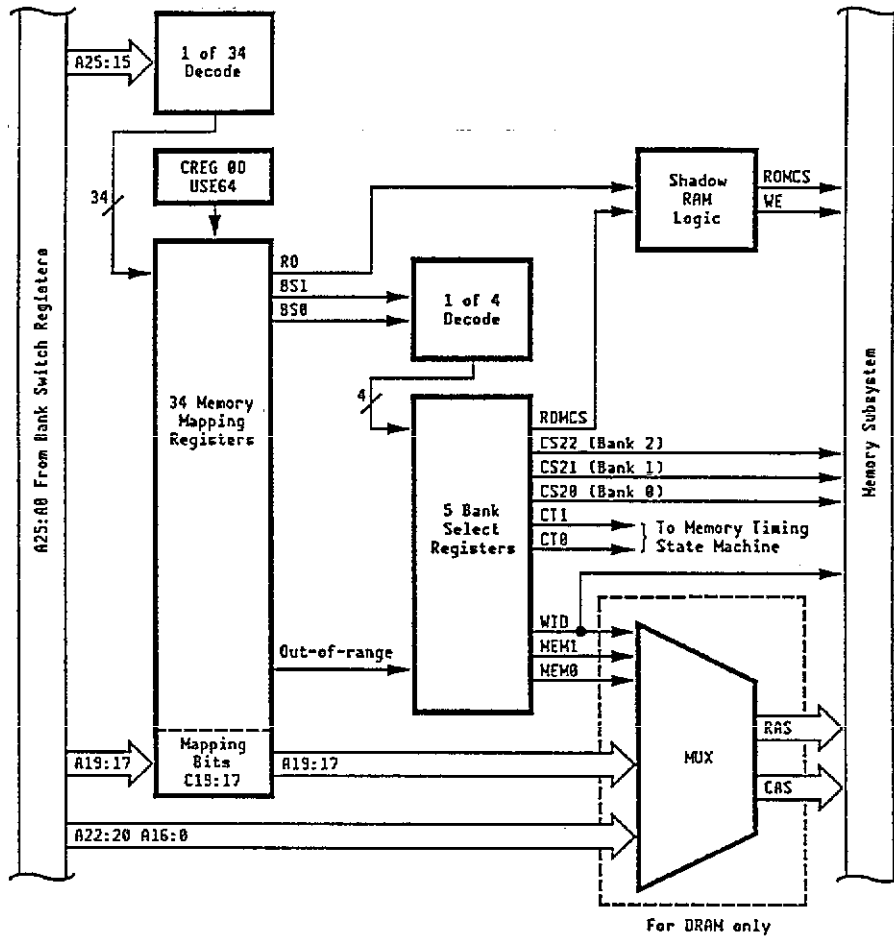 A25:15
1 of 34
Decode
34
CREG 0D
USE64
Shadow
RAM
Logic
ROMCS
WE
RO
BS1
BS0
1 of 4
Decode
4
A25:A0 From Bank Switch Registers
34 Memory
Mapping
Registers
5 Bank
Select
Registers
ROMCS
CS22 (Bank 2)
CS21 (Bank 1)
CS20 (Bank 0)
CT1
CT0
To Memory Timing
State Machine
Memory Subsystem
WID
MEM1
MEM0
Out-of-range
A19:17
Mapping
Bits
C19:17
A19:17
MUX
RAS
CAS
A22:20 A16:0
For DRAM only